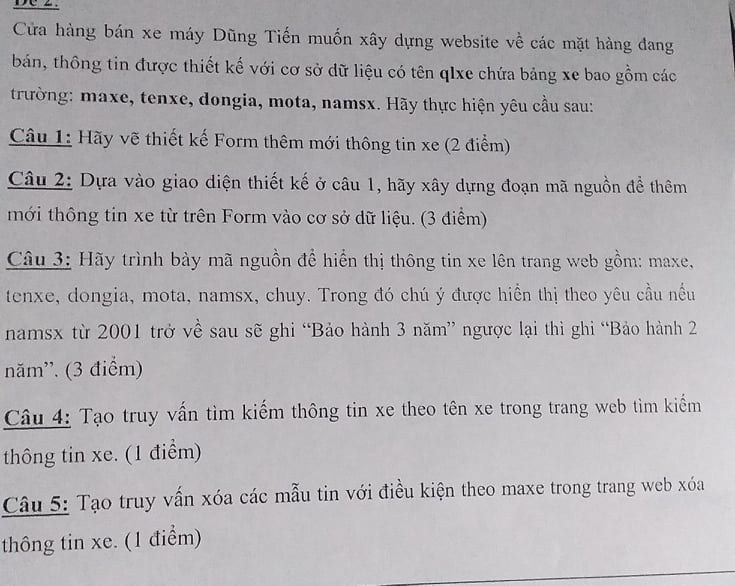 Đề 2:
Cửa hàng bán xe máy Dũng Tiến muốn xây dựng website về các mặt hàng đang
bán, thông tin được thiết kế với cơ sở dữ liệu có tên qlxe chứa bảng xe bao gồm các
trường: maxe, tenxe, dongia, mota, namsx. Hãy thực hiện yêu cầu sau:
Câu 1: Hãy vẽ thiết kế Form thêm mới thông tin xe (2 điểm)
Câu 2: Dựa vào giao diện thiết kế ở câu 1, hãy xây dựng đoạn mã nguồn để thêm
mới thông tin xe từ trên Form vào cơ sở dữ liệu. (3 điểm)
Câu 3: Hãy trình bày mã nguồn để hiển thị thông tin xe lên trang web gồm: maxe,
tenxe, dongia, mota, namsx, chuy. Trong đó chú ý được hiển thị theo yêu cầu nếu
namsx từ 2001 trở về sau sẽ ghi “Bảo hành 3 năm” ngược lại thì ghi “Bảo hành 2
năm”. (3 điểm)
Câu 4: Tạo truy vấn tìm kiếm thông tin xe theo tên xe trong trang web tìm kiếm
thông tin xe. (1 điểm)
Câu 5: Tạo truy vấn xóa các mẫu tin với điều kiện theo maxe trong trang web xóa
thông tin xe. (1 điểm)